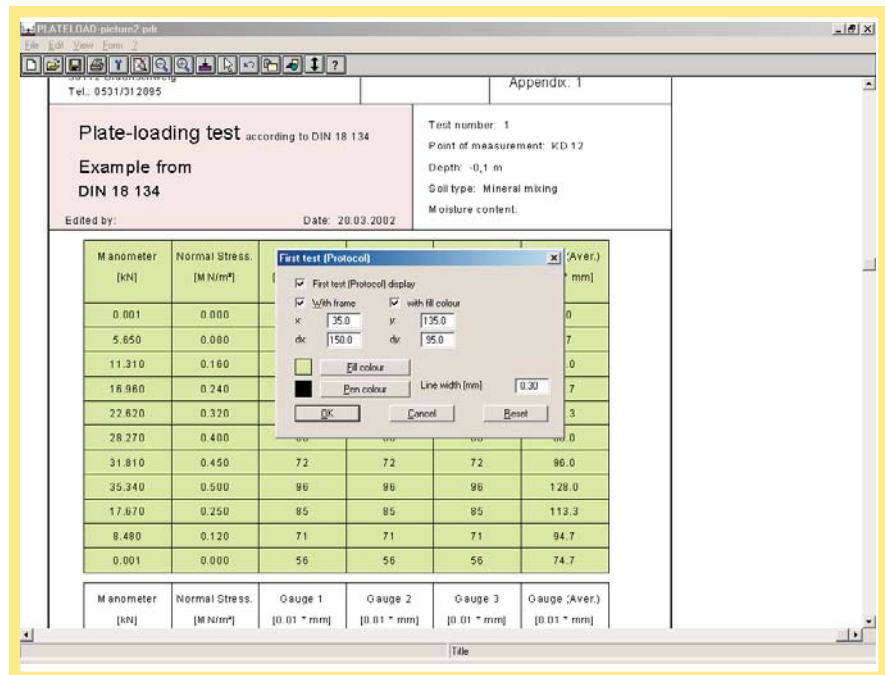 PLATELOAD-picture2.pdr
File Edit View Form ?
Tel.: 0531/312895
Appendix: 1
Plate-loading test according to DIN 18 134
Example from
DIN 18 134
Edited by: Date: 20.03.2002
Test number: 1
Point of measurement: KD 12
Depth: -0,1 m
Soil type: Mineral mixing
Moisture content:
Manometer Normal Stress. (Aver.)
[kN] [MN/m²] [ * mm]
0.001 0.000 0
5.650 0.080 7
11.310 0.160 .0
16.960 0.240 .7
22.620 0.320 .3
28.270 0.400
31.810 0.450 72 72 72 96.0
35.340 0.500 96 96 96 128.0
17.670 0.250 85 85 85 113.3
8.480 0.120 71 71 71 94.7
0.001 0.000 56 56 56 74.7
First test (Protocol)
First test (Protocol) display
With frame with fill colour
x: 35.0 y: 135.0
dx: 150.0 dy: 95.0
Fill colour
Pen colour Line width [mm] 0.30
OK Cancel Reset
Manometer Normal Stress. Gauge 1 Gauge 2 Gauge 3 Gauge (Aver.)
[kN] [MN/m²] [0.01 * mm] [0.01 * mm] [0.01 * mm] [0.01 * mm]
Title